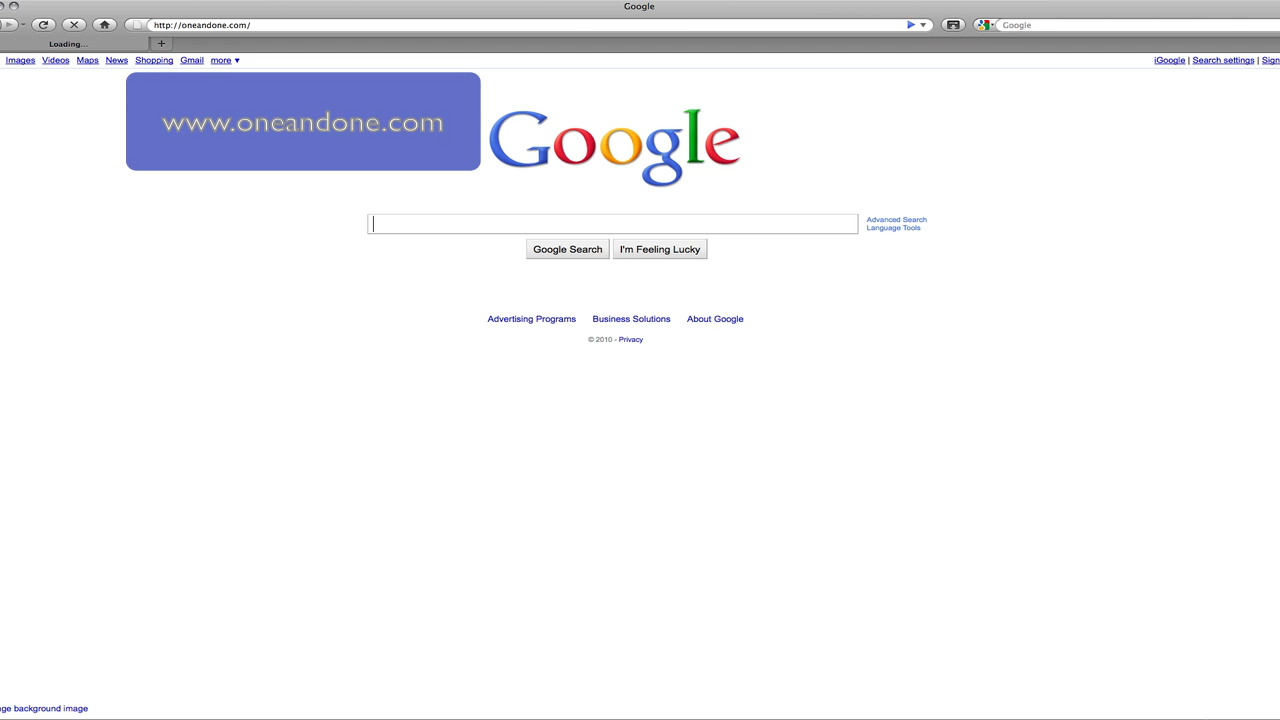 Google
http://oneandone.com/
Google
Loading...
+
Images Videos Maps News Shopping Gmail more ▼
iGoogle | Search settings | Sign
www.oneandone.com
Google
Advanced Search
Language Tools
Google Search I'm Feeling Lucky
Advertising Programs Business Solutions About Google
© 2010 - Privacy
ge background image